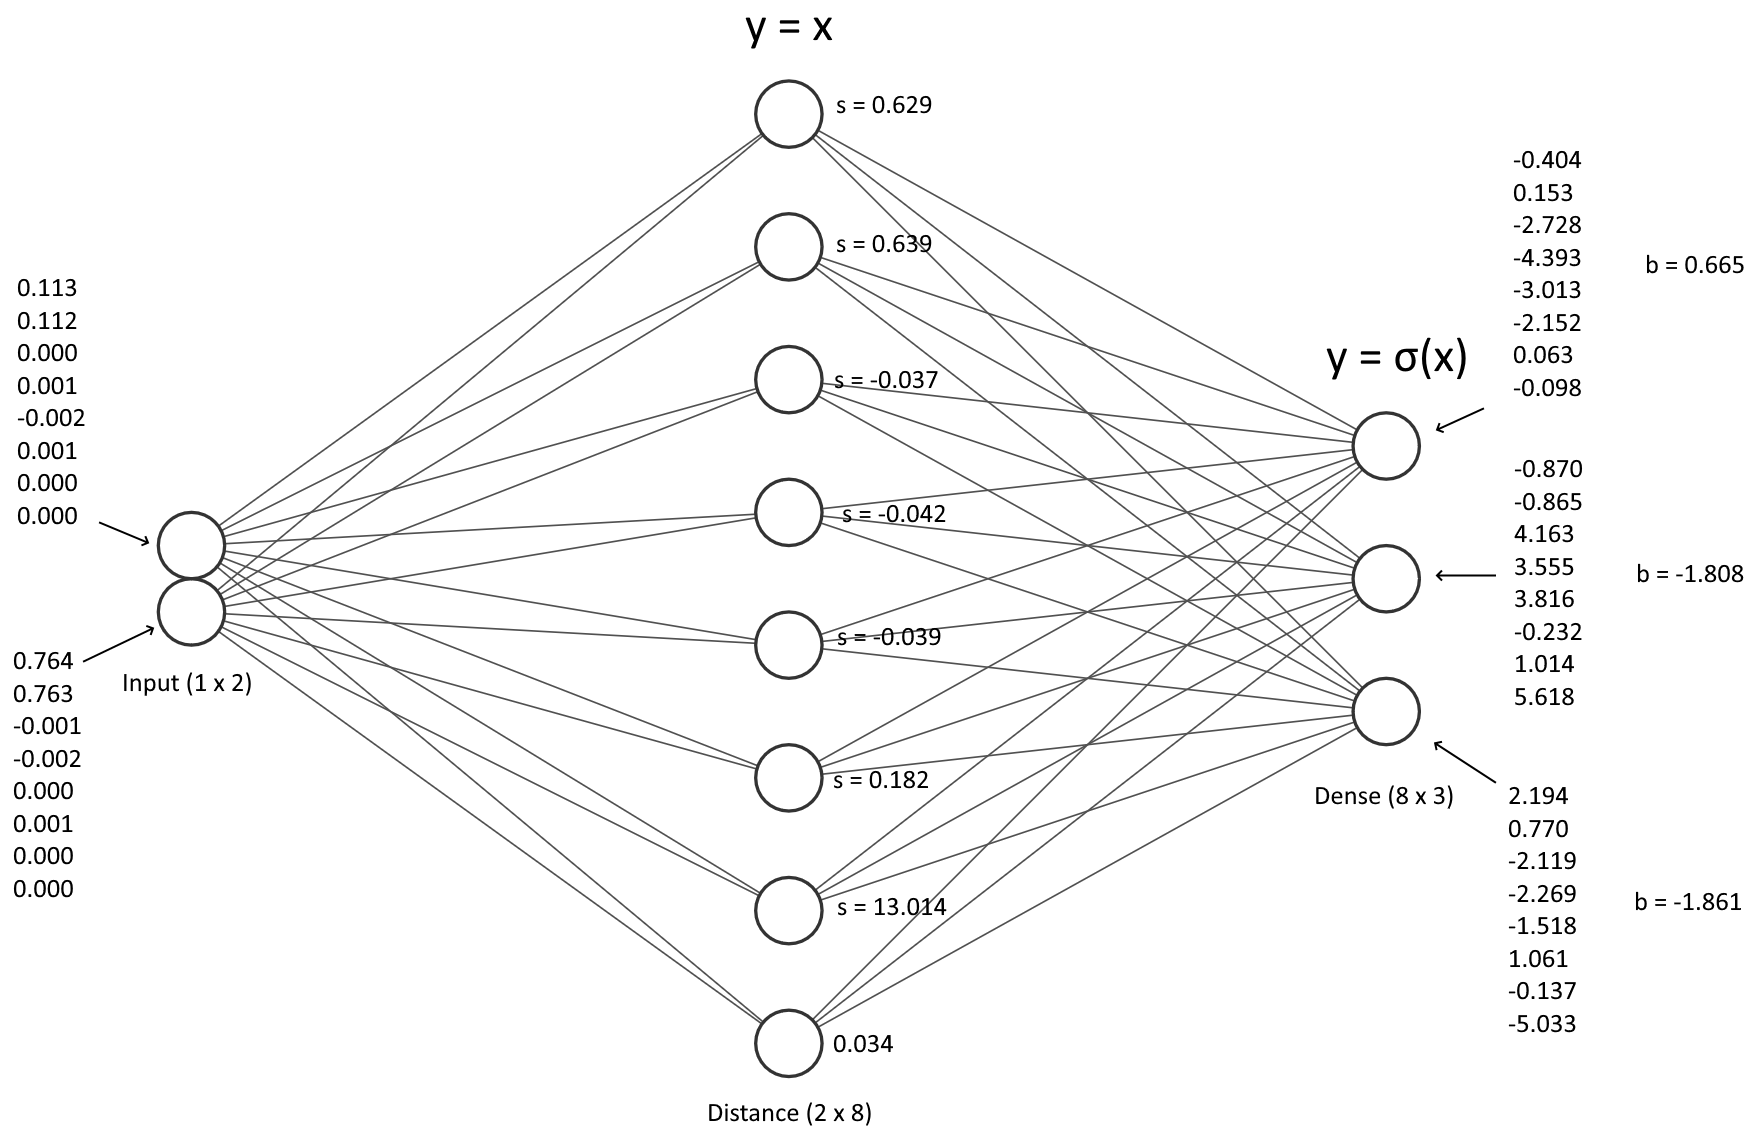 y = x
s = 0.629
s = 0.639
s = -0.037
s = -0.042
s = -0.039
s = 0.182
s = 13.014
0.034
Distance (2 x 8)
0.113
0.112
0.000
0.001
-0.002
0.001
0.000
0.000
0.764
0.763
-0.001
-0.002
0.000
0.001
0.000
0.000
Input (1 x 2)
y = σ(x)
-0.404
0.153
-2.728
-4.393
-3.013
-2.152
0.063
-0.098
b = 0.665
-0.870
-0.865
4.163
3.555
3.816
-0.232
1.014
5.618
b = -1.808
Dense (8 x 3)
2.194
0.770
-2.119
-2.269
-1.518
1.061
-0.137
-5.033
b = -1.861